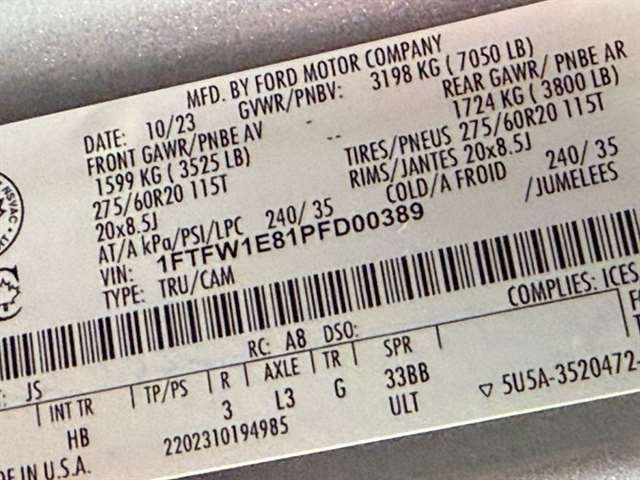 MFD. BY FORD MOTOR COMPANY
DATE: 10/23 GVWR/PNBV: 3198 KG ( 7050 LB)
FRONT GAWR/PNBE AV REAR GAWR/ PNBE AR
1599 KG ( 3525 LB) 1724 KG ( 3800 LB)
275/60R20 115T TIRES/PNEUS 275/60R20 115T
20x8.5J RIMS/JANTES 20x8.5J
AT/A kPa/PSI/LPC 240/ 35 COLD/A FROID 240/ 35
VIN: 1FTFW1E81PFD00389 /JUMELEES
TYPE: TRU/CAM
COMPLIES: ICES
RC: A8 DSO:
JS
INT TR TP/PS R AXLE TR SPR
HB 3 L3 G 33BB
2202310194985 ULT
▽ 5U5A-3520472-
IN U.S.A.
NSVAC